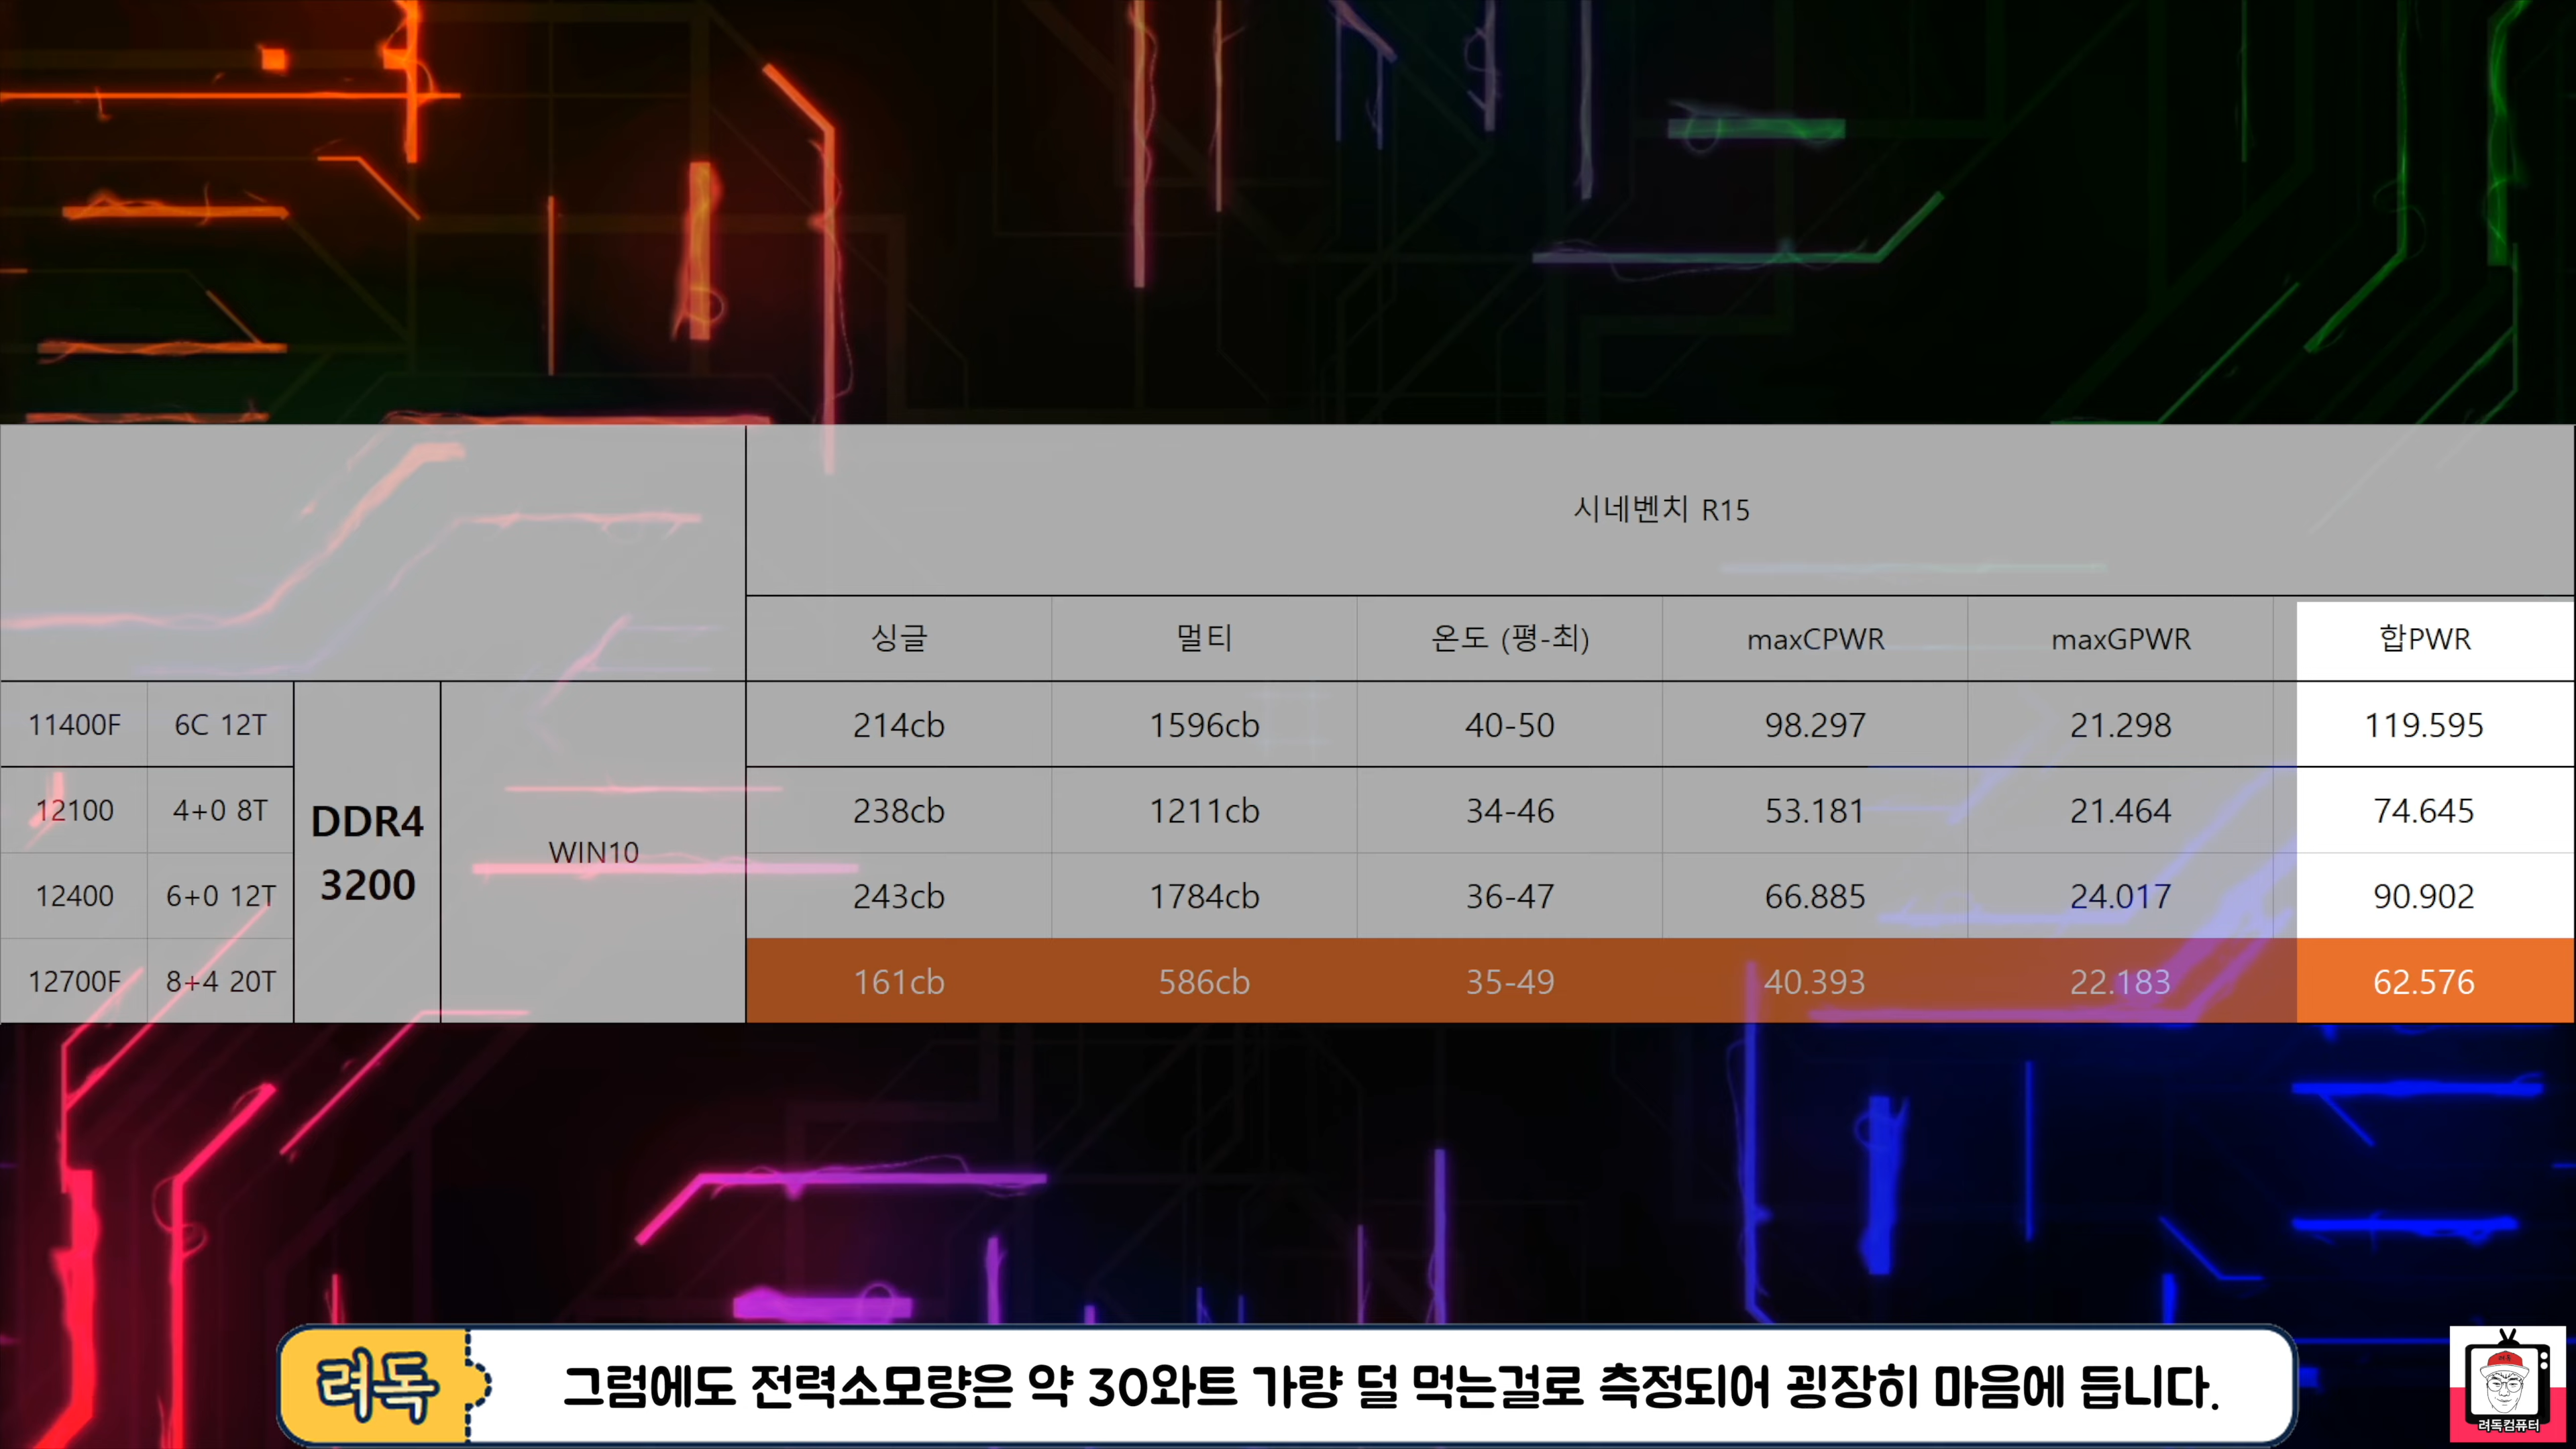 시네벤치 R15
싱글 멀티 온도 (평-최) maxCPWR maxGPWR 합PWR
11400F 6C 12T 214cb 1596cb 40-50 98.297 21.298 119.595
12100 4+0 8T 238cb 1211cb 34-46 53.181 21.464 74.645
DDR4
3200
WIN10
12400 6+0 12T 243cb 1784cb 36-47 66.885 24.017 90.902
12700F 8+4 20T 161cb 586cb 35-49 40.393 22.183 62.576
려독 그럼에도 전력소모량은 약 30와트 가량 덜 먹는걸로 측정되어 굉장히 마음에 듭니다.
려독컴퓨터